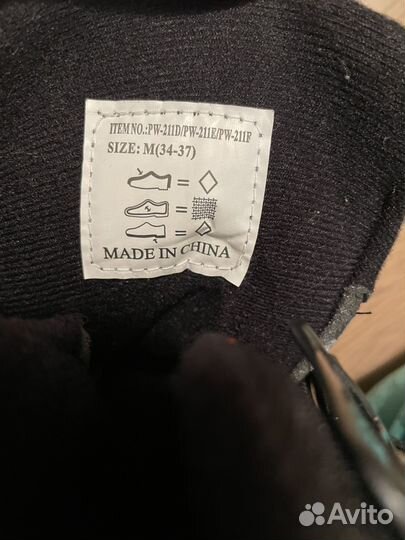 ITEM NO.:PW-211D/PW-211E/PW-211F
SIZE: M(34-37)
=
=
=
MADE IN CHINA
Avito